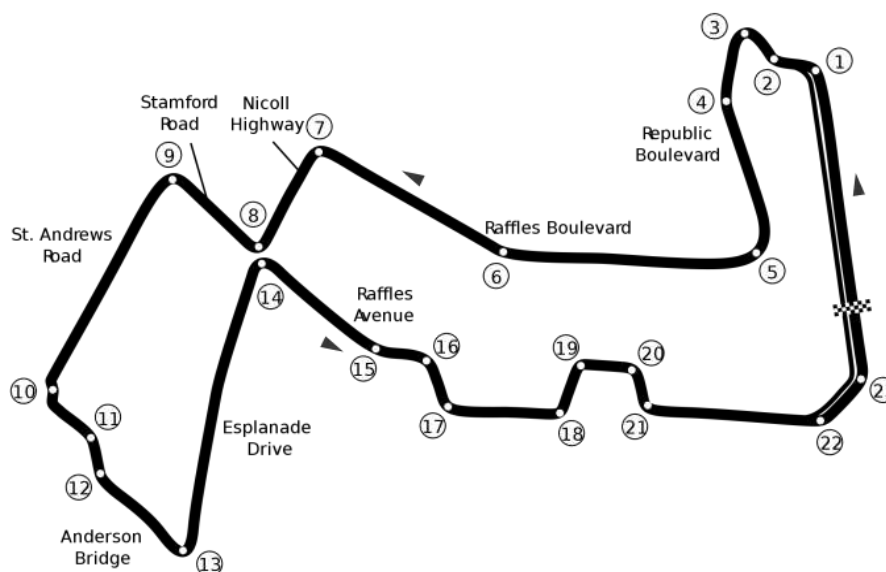 3
1
2
Stamford
Road
Nicoll
Highway
7
4
Republic
Boulevard
9
8
St. Andrews
Road
Raffles Boulevard
6
5
14
Raffles
Avenue
15
16
19
20
10
11
Esplanade
Drive
17
18
21
22
12
Anderson
Bridge
13